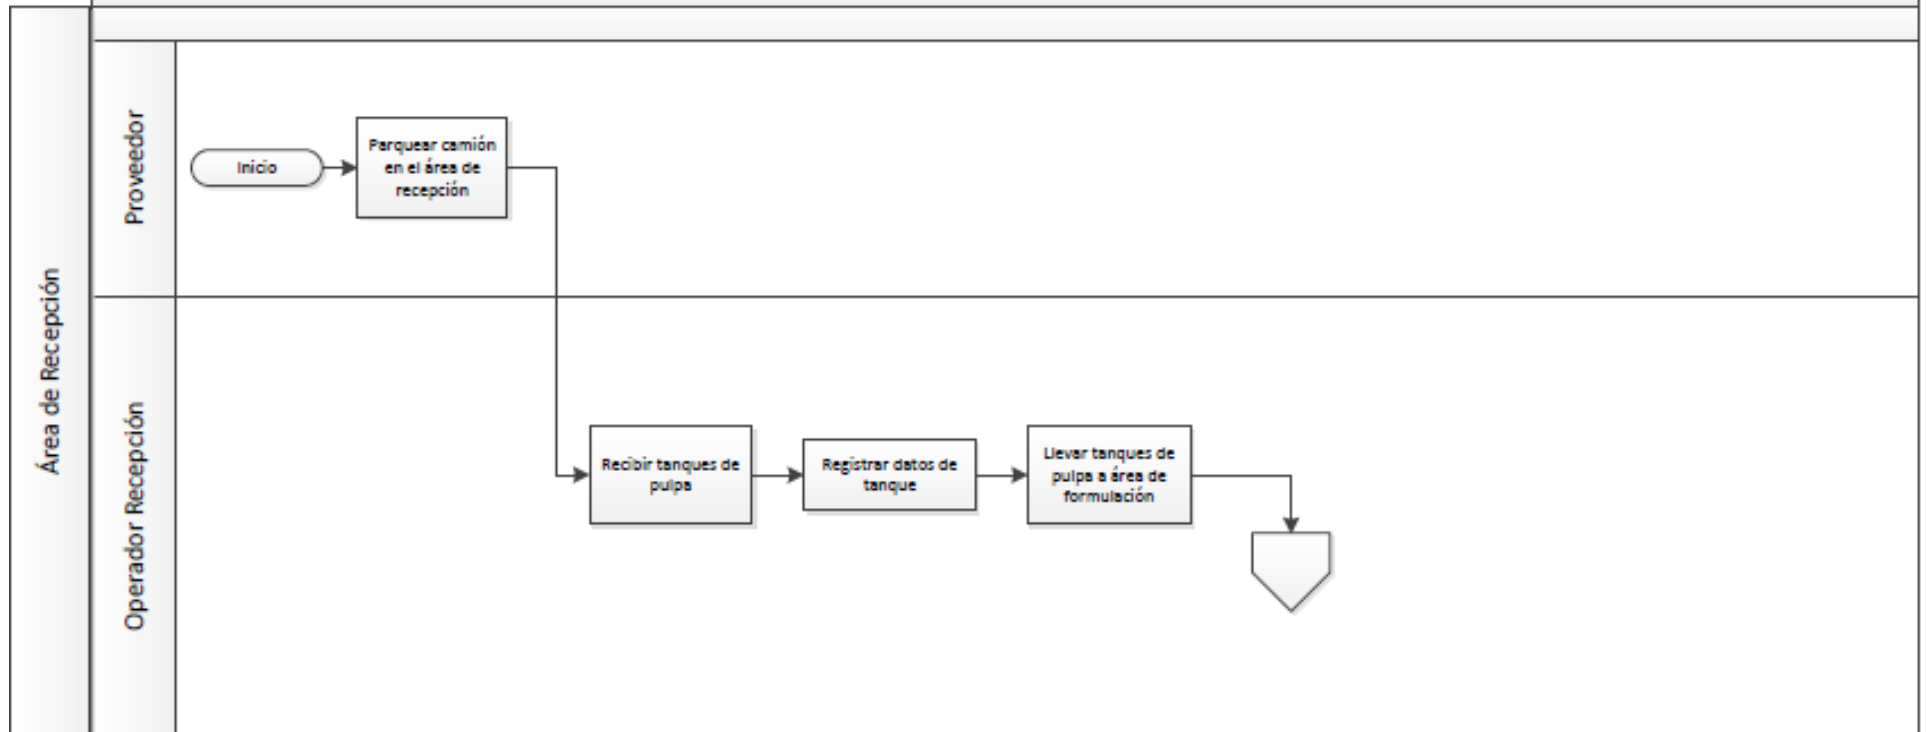 Área de Recepción
Proveedor
Inicio
Parquear camión
en el área de
recepción
Operador Recepción
Recibir tanques de
pulpa
Registrar datos de
tanque
Llevar tanques de
pulpa a área de
formulación